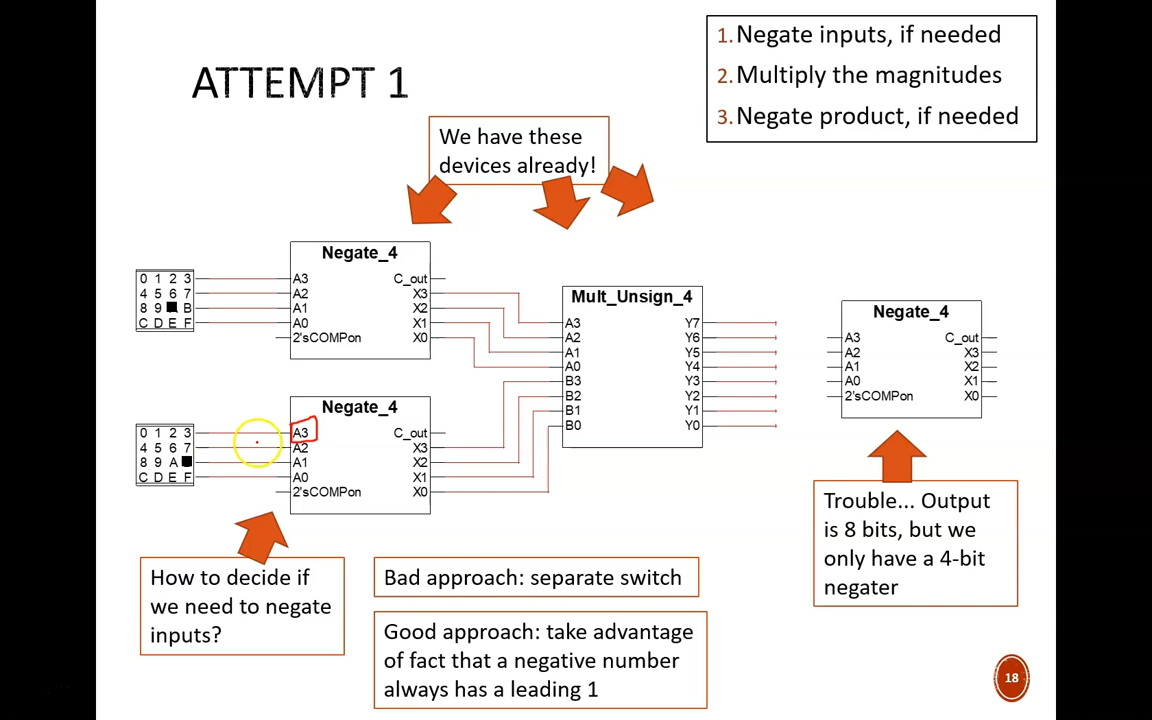 ATTEMPT 1
1. Negate inputs, if needed
2. Multiply the magnitudes
3. Negate product, if needed
We have these
devices already!
0 1 2 3
4 5 6 7
8 9 B
C D E F
Negate_4
A3
A2
A1
A0
2'sCOMPon
C_out
X3
X2
X1
X0
0 1 2 3
4 5 6 7
8 9 A
C D E F
Negate_4
A3
A2
A1
A0
2'sCOMPon
C_out
X3
X2
X1
X0
Mult_Unsign_4
A3
A2
A1
A0
B3
B2
B1
B0
Y7
Y6
Y5
Y4
Y3
Y2
Y1
Y0
Negate_4
A3
A2
A1
A0
2'sCOMPon
C_out
X3
X2
X1
X0
Trouble... Output
is 8 bits, but we
only have a 4-bit
negater
How to decide if
we need to negate
inputs?
Bad approach: separate switch
Good approach: take advantage
of fact that a negative number
always has a leading 1
18